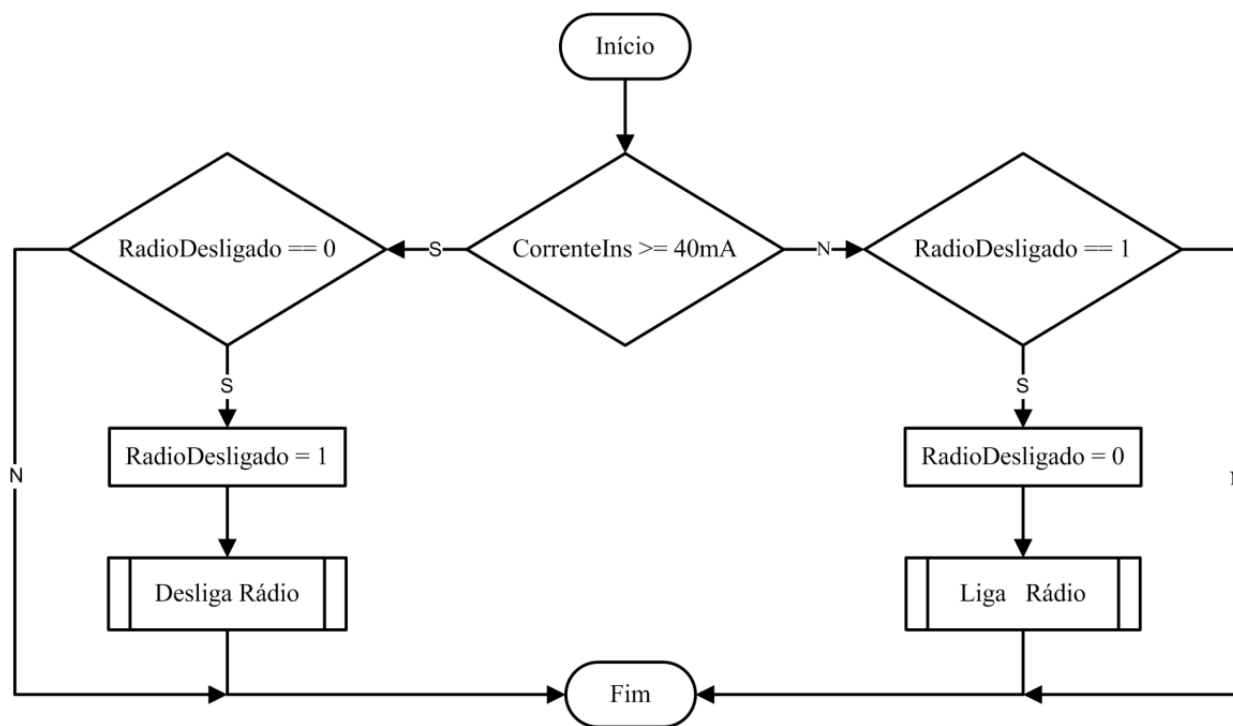 Início
RadioDesligado == 0
S
CorrenteIns >= 40mA
N
RadioDesligado == 1
S
S
RadioDesligado = 1
RadioDesligado = 0
N
Desliga Rádio
Liga Rádio
Fim